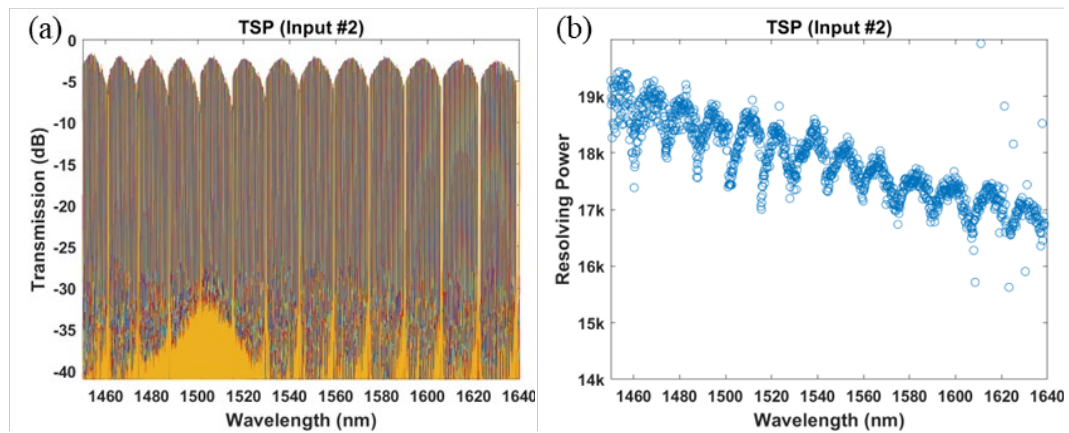 (a)
TSP (Input #2)
Transmission (dB)
0
-5
-10
-15
-20
-25
-30
-35
-40
1460 1480 1500 1520 1540 1560 1580 1600 1620 1640
Wavelength (nm)
(b)
TSP (Input #2)
Resolving Power
19k
18k
17k
16k
15k
14k
1460 1480 1500 1520 1540 1560 1580 1600 1620 1640
Wavelength (nm)